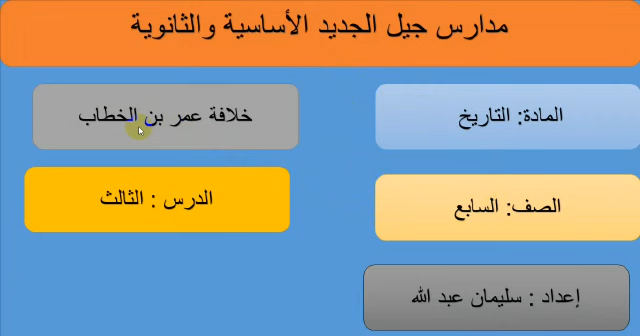 مدارس جيل الجديد الأساسية والثانوية
المادة: التاريخ
خلافة عمر بن الخطاب
الصف: السابع
الدرس : الثالث
إعداد : سليمان عبد الله